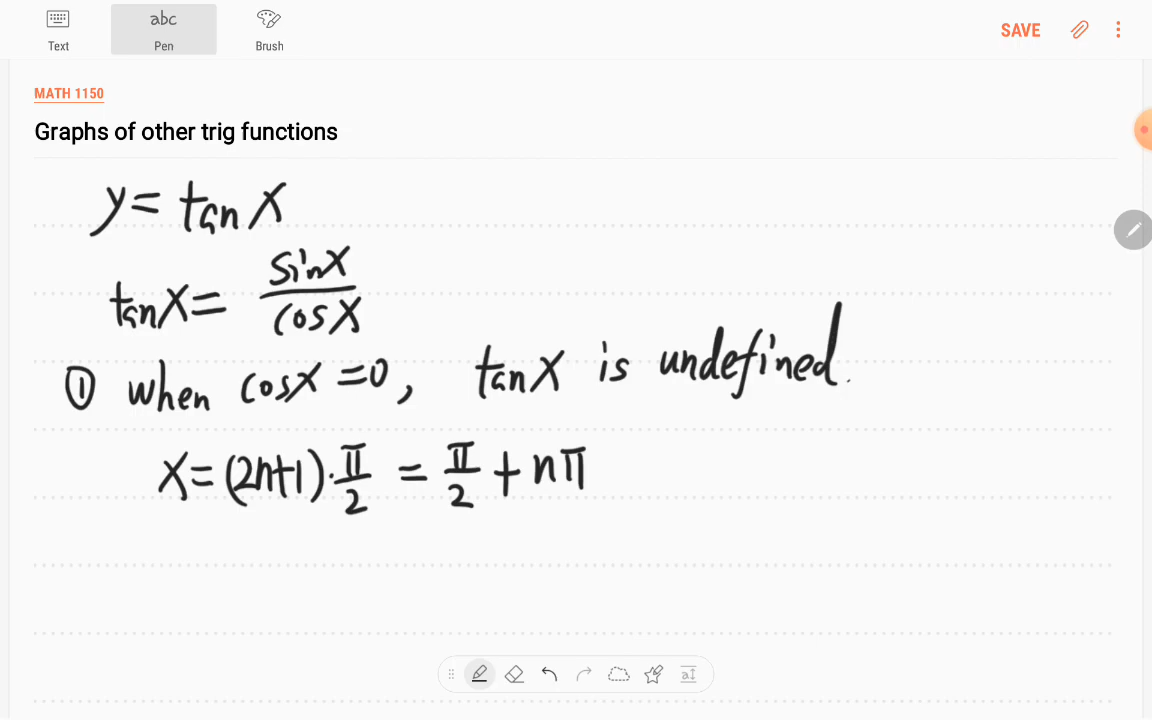 Text abc Pen Brush SAVE
MATH 1150
Graphs of other trig functions
y = tan x
tan x = sin x / cos x
① when cos x = 0, tan x is undefined.
x = (2n+1)·π/2 = π/2 + nπ